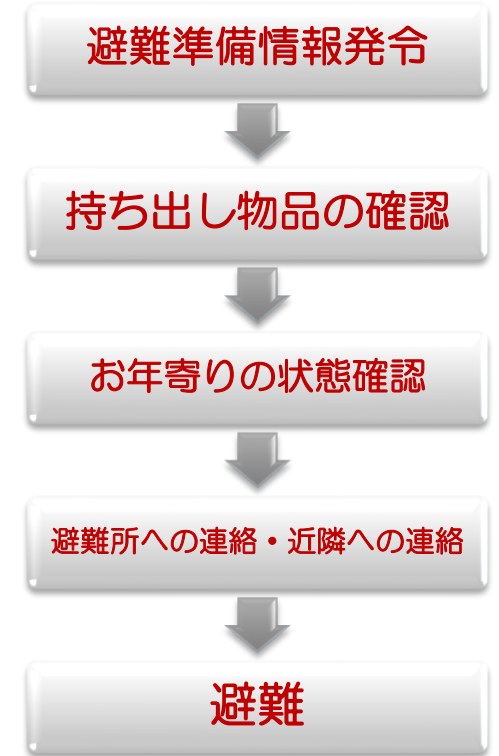 避難準備情報発令
持ち出し物品の確認
お年寄りの状態確認
避難所への連絡・近隣への連絡
避難